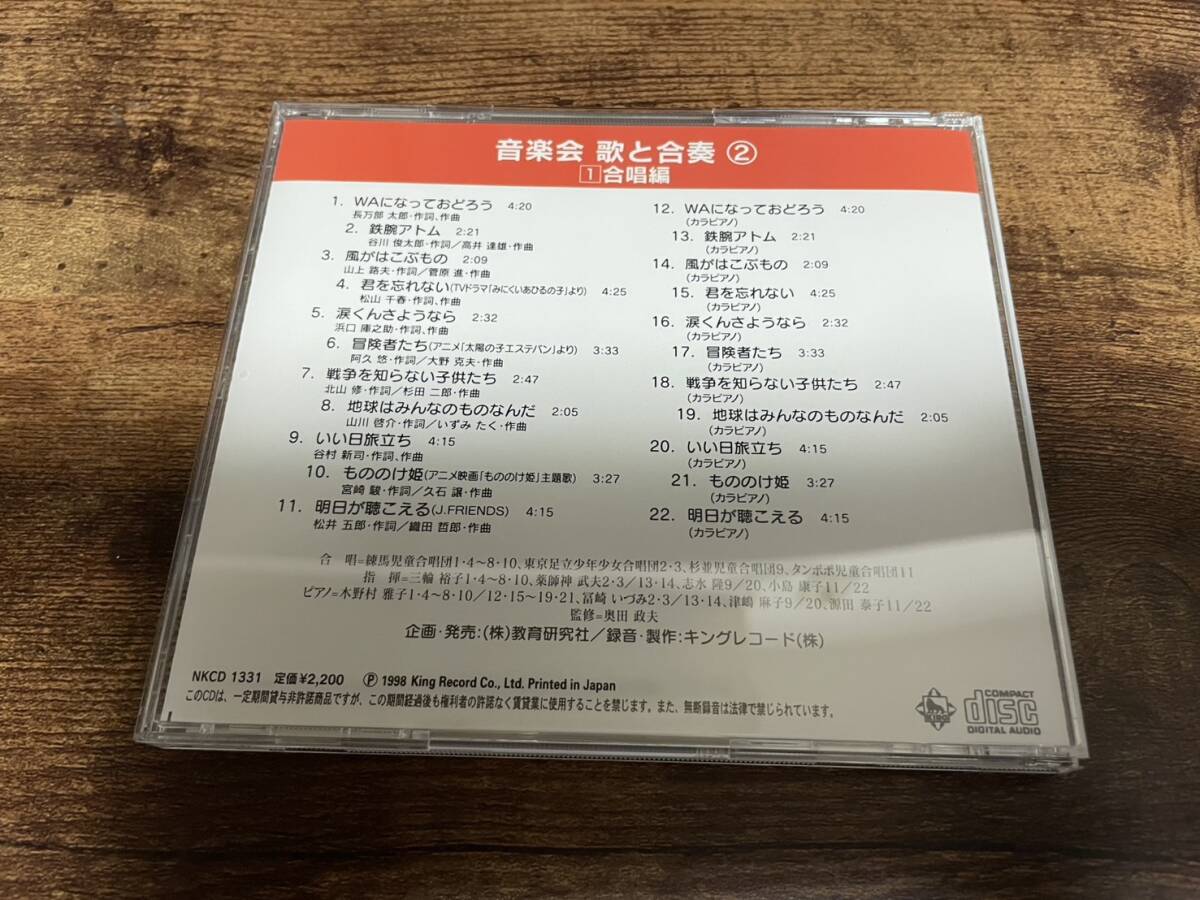 音楽会 歌と合奏 ②
1 合唱編
1. WAになっておどろう 4:20
長万部 太郎・作詞、作曲
2. 鉄腕アトム 2:21
谷川 俊太郎・作詞/高井 達雄・作曲
3. 風がはこぶもの 2:09
山上 路夫・作詞/菅原 進・作曲
4. 君を忘れない(TVドラマ「みにくいあひるの子」より) 4:25
松山 千春・作詞、作曲
5. 涙くんさようなら 2:32
浜口 庫之助・作詞、作曲
6. 冒険者たち(アニメ「太陽の子エステバン」より) 3:33
阿久 悠・作詞/大野 克夫・作曲
7. 戦争を知らない子供たち 2:47
北山 修・作詞/杉田 二郎・作曲
8. 地球はみんなのものなんだ 2:05
山川 啓介・作詞/いずみ たく・作曲
9. いい日旅立ち 4:15
谷村 新司・作詞、作曲
10. もののけ姫(アニメ映画「もののけ姫」主題歌) 3:27
宮崎 駿・作詞/久石 譲・作曲
11. 明日が聴こえる(J.FRIENDS) 4:15
松井 五郎・作詞/織田 哲郎・作曲
12. WAになっておどろう 4:20
(カラピアノ)
13. 鉄腕アトム 2:21
(カラピアノ)
14. 風がはこぶもの 2:09
(カラピアノ)
15. 君を忘れない 4:25
(カラピアノ)
16. 涙くんさようなら 2:32
(カラピアノ)
17. 冒険者たち 3:33
(カラピアノ)
18. 戦争を知らない子供たち 2:47
(カラピアノ)
19. 地球はみんなのものなんだ 2:05
(カラピアノ)
20. いい日旅立ち 4:15
(カラピアノ)
21. もののけ姫 3:27
(カラピアノ)
22. 明日が聴こえる 4:15
(カラピアノ)
合 唱=練馬児童合唱団1・4〜8・10、東京足立少年少女合唱団2・3、杉並児童合唱団9、タンポポ児童合唱団11
指 揮=三輪 裕子1・4〜8・10、薬師神 武夫2・3/13・14、志水 隆9/20、小島 康子11/22
ピアノ=木野村 雅子1・4〜8・10/12・15〜19・21、冨崎 いづみ2・3/13・14、津嶋 麻子9/20、源田 泰子11/22
監修=奥田 政夫
企画・発売:(株)教育研究社/録音・製作:キングレコード(株)
NKCD 1331 定価¥2,200 Ⓟ 1998 King Record Co., Ltd. Printed in Japan
このCDは、一定期間貸与非許諾商品ですが、この期間経過後も権利者の許諾なく賃貸業に使用することを禁じます。また、無断録音は法律で禁じられています。
KING
COMPACT
disc
DIGITAL AUDIO